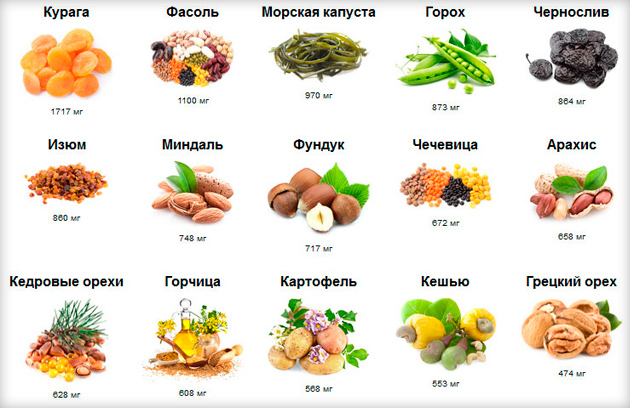 Курага
Фасоль
Морская капуста
Горох
Чернослив
1717 мг
1100 мг
970 мг
873 мг
864 мг
Изюм
Миндаль
Фундук
Чечевица
Арахис
860 мг
748 мг
717 мг
672 мг
658 мг
Кедровые орехи
Горчица
Картофель
Кешью
Грецкий орех
628 мг
608 мг
568 мг
553 мг
474 мг